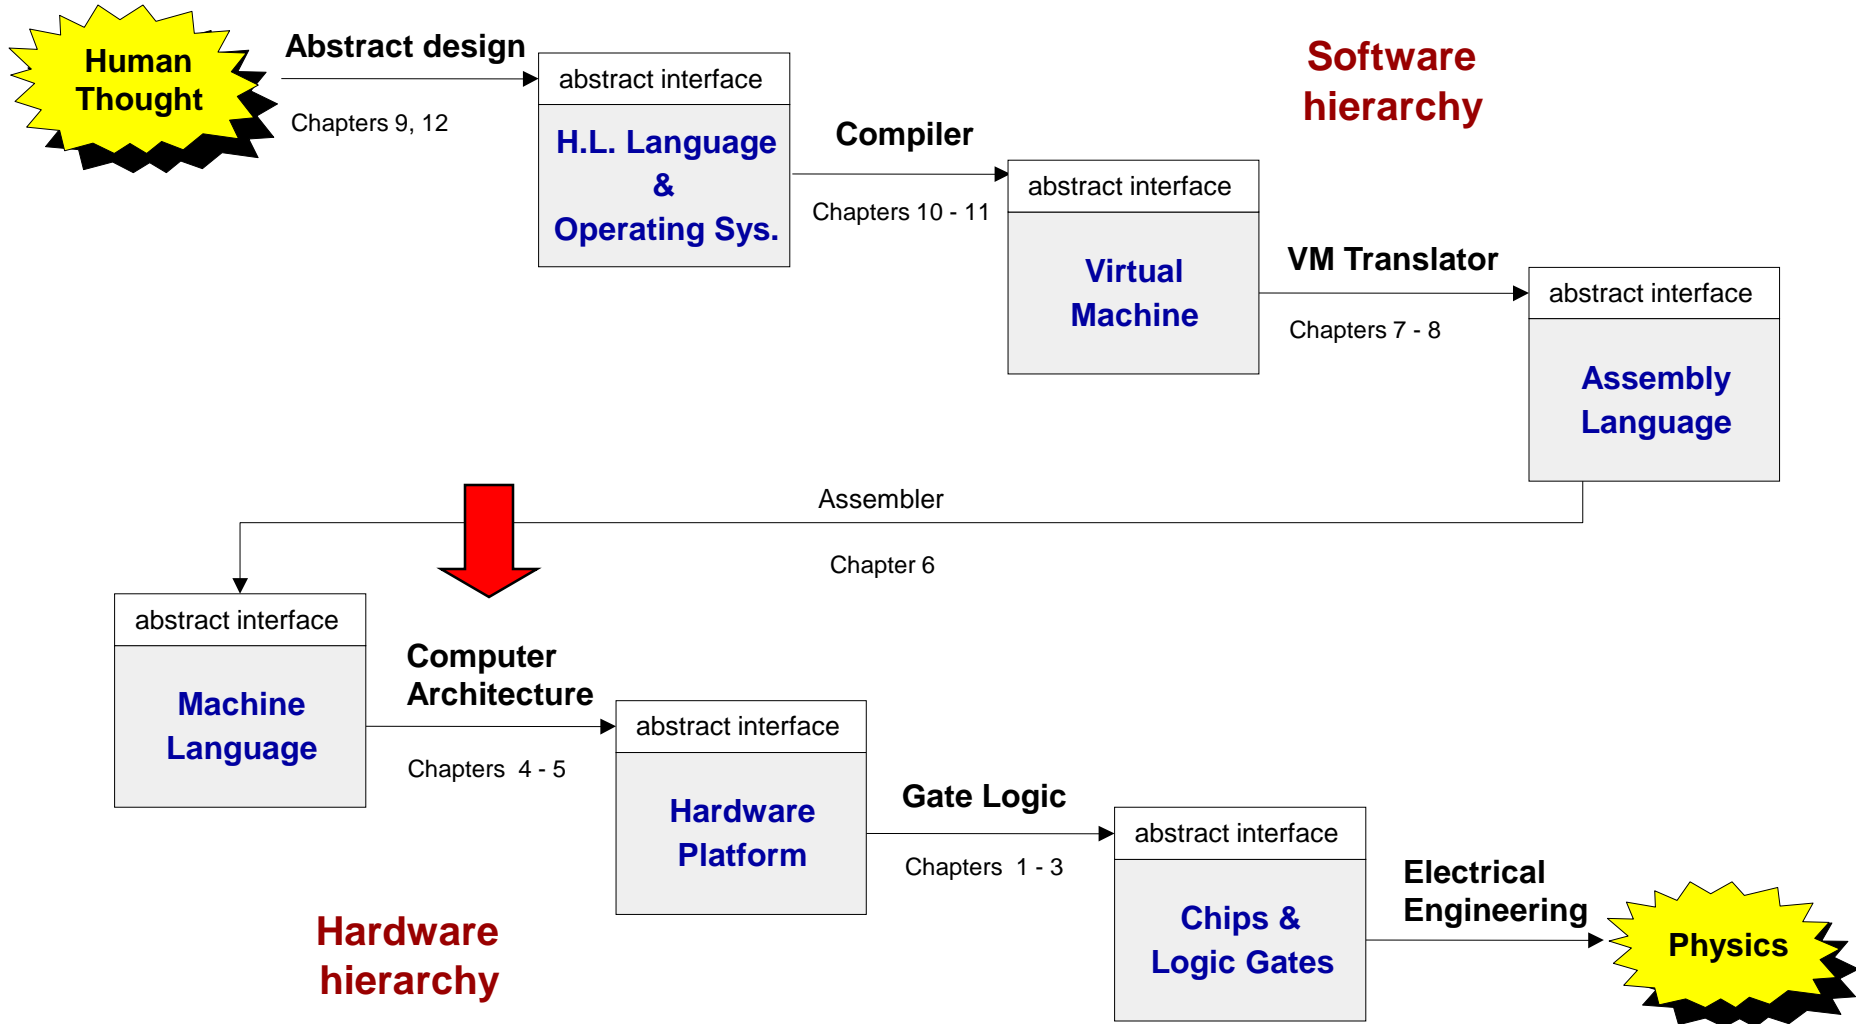 Human
Thought
Abstract design
Chapters 9, 12
abstract interface
H.L. Language
&
Operating Sys.
Software
hierarchy
Compiler
Chapters 10 - 11
abstract interface
Virtual
Machine
VM Translator
Chapters 7 - 8
abstract interface
Assembly
Language
Assembler
Chapter 6
abstract interface
Machine
Language
Computer
Architecture
Chapters 4 - 5
abstract interface
Hardware
Platform
Gate Logic
Chapters 1 - 3
abstract interface
Chips &
Logic Gates
Electrical
Engineering
Physics
Hardware
hierarchy